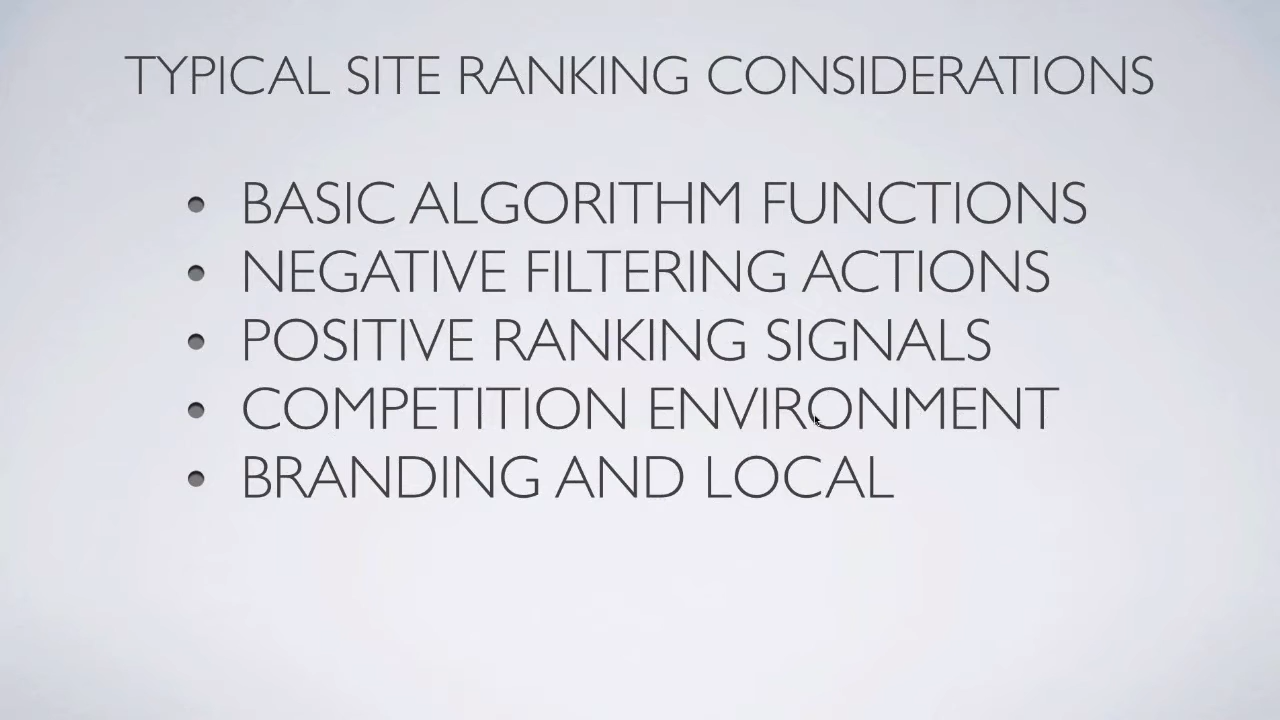 TYPICAL SITE RANKING CONSIDERATIONS
• BASIC ALGORITHM FUNCTIONS
• NEGATIVE FILTERING ACTIONS
• POSITIVE RANKING SIGNALS
• COMPETITION ENVIRONMENT
• BRANDING AND LOCAL